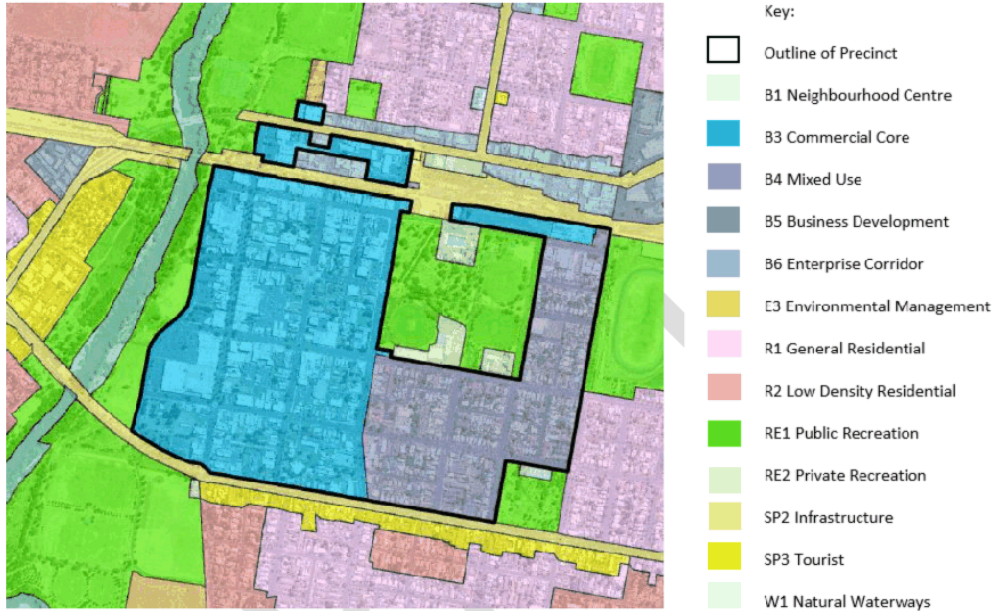 Key:
Outline of Precinct
B1 Neighbourhood Centre
B3 Commercial Core
B4 Mixed Use
B5 Business Development
B6 Enterprise Corridor
E3 Environmental Management
R1 General Residential
R2 Low Density Residential
RE1 Public Recreation
RE2 Private Recreation
SP2 Infrastructure
SP3 Tourist
W1 Natural Waterways